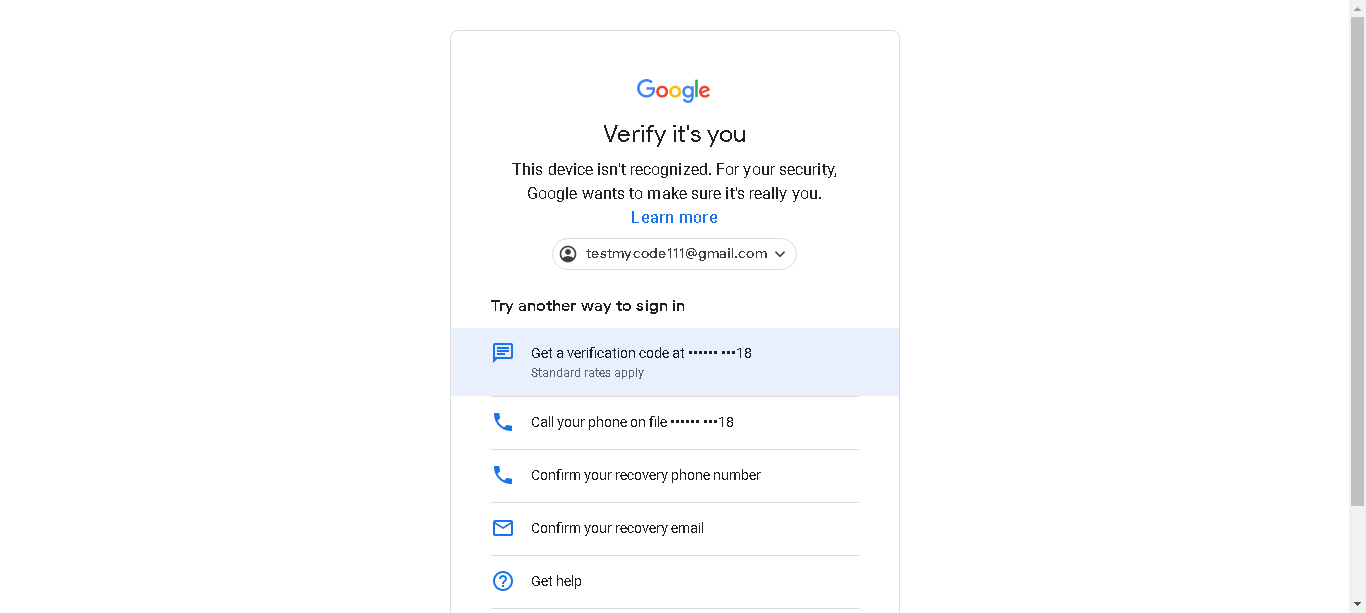 Google
Verify it's you
This device isn't recognized. For your security,
Google wants to make sure it's really you.
Learn more
testmycode111@gmail.com
Try another way to sign in
Get a verification code at •••••• •••18
Standard rates apply
Call your phone on file •••••• •••18
Confirm your recovery phone number
Confirm your recovery email
Get help